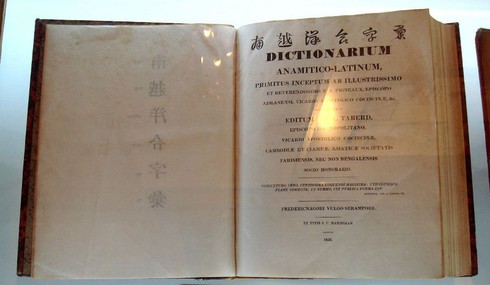 南越洋合字彙
DICTIONARIUM
ANAMITICO-LATINUM,
PRIMITUS INCEPTUM AB ILLUSTRISSIMO
ET REVERENDISSIMO P. PIGNEAUX, EPISCOPO
ADRANENSI, VICARIO APOSTOLICO COCINCINÆ, &c.
EDITUM A J. L. TABERD,
EPISCOPO ISAUROPOLITANO,
VICARIO APOSTOLICO COCINCINÆ,
CAMBODIÆ ET CIAMPÆ, ASIATICÆ SOCIETATIS
PARISIENSIS, NEC NON BENGALENSIS
SOCIO HONORARIO.
FREDERICNAGORI VULGO SERAMPORE.
EX TYPIS J. C. MARSHMAN
1838.